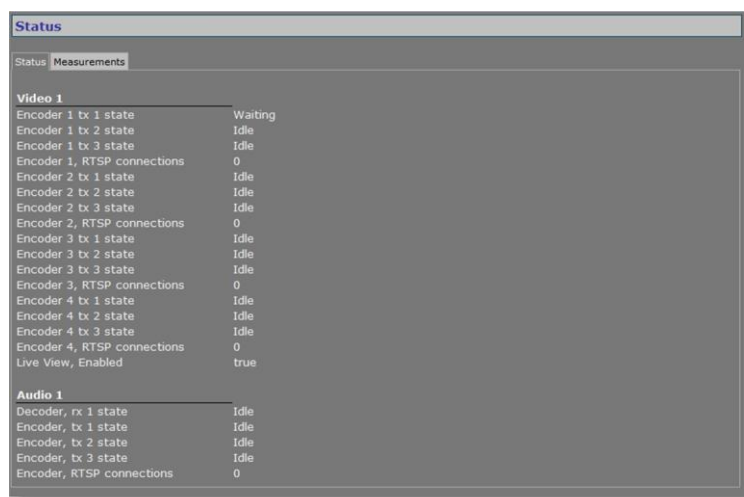 Status
Status Measurements
Video 1
Encoder 1 tx 1 state Waiting
Encoder 1 tx 2 state Idle
Encoder 1 tx 3 state Idle
Encoder 1, RTSP connections 0
Encoder 2 tx 1 state Idle
Encoder 2 tx 2 state Idle
Encoder 2 tx 3 state Idle
Encoder 2, RTSP connections 0
Encoder 3 tx 1 state Idle
Encoder 3 tx 2 state Idle
Encoder 3 tx 3 state Idle
Encoder 3, RTSP connections 0
Encoder 4 tx 1 state Idle
Encoder 4 tx 2 state Idle
Encoder 4 tx 3 state Idle
Encoder 4, RTSP connections 0
Live View, Enabled true
Audio 1
Decoder, rx 1 state Idle
Encoder, tx 1 state Idle
Encoder, tx 2 state Idle
Encoder, tx 3 state Idle
Encoder, RTSP connections 0